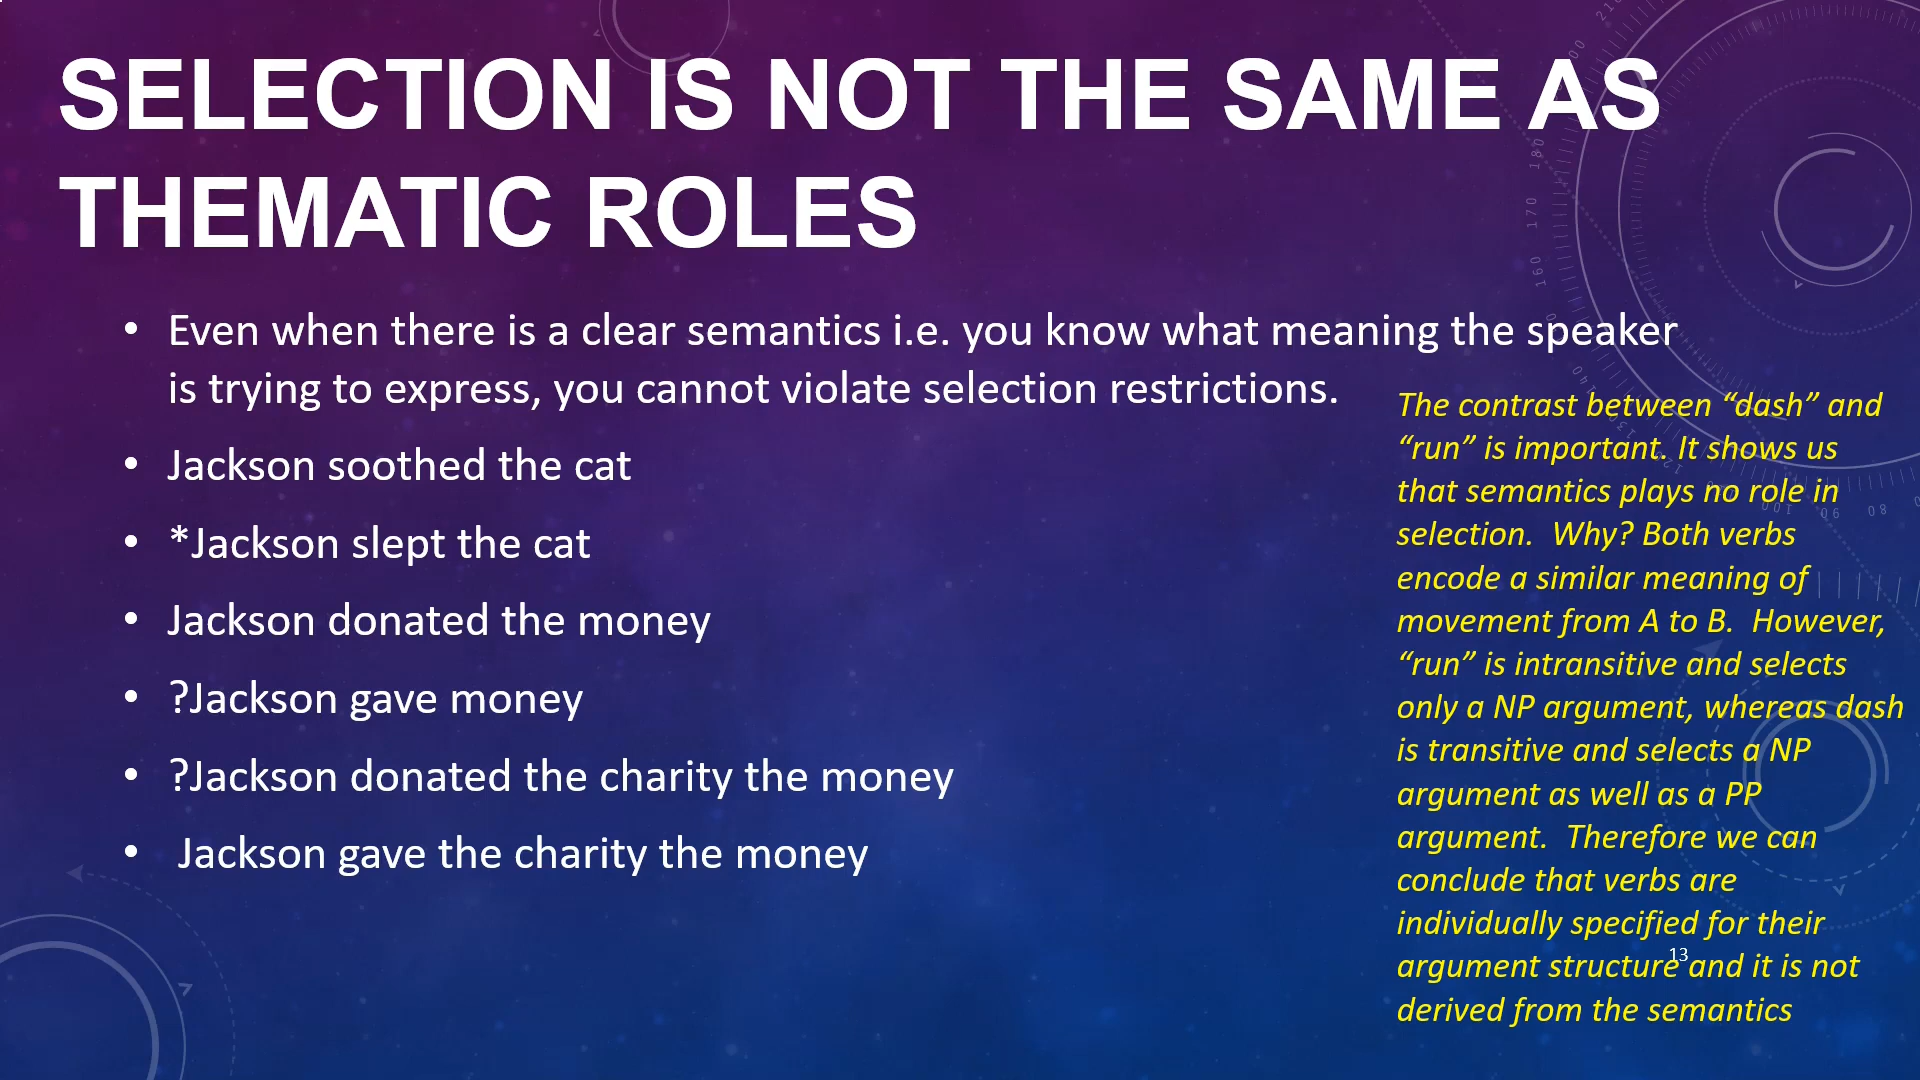 SELECTION IS NOT THE SAME AS
THEMATIC ROLES
• Even when there is a clear semantics i.e. you know what meaning the speaker
is trying to express, you cannot violate selection restrictions.
• Jackson soothed the cat
• *Jackson slept the cat
• Jackson donated the money
• ?Jackson gave money
• ?Jackson donated the charity the money
• Jackson gave the charity the money
The contrast between “dash” and
“run” is important. It shows us
that semantics plays no role in
selection.  Why? Both verbs
encode a similar meaning of
movement from A to B.  However,
“run” is intransitive and selects
only a NP argument, whereas dash
is transitive and selects a NP
argument as well as a PP
argument.  Therefore we can
conclude that verbs are
individually specified for their
argument structure and it is not
derived from the semantics
13